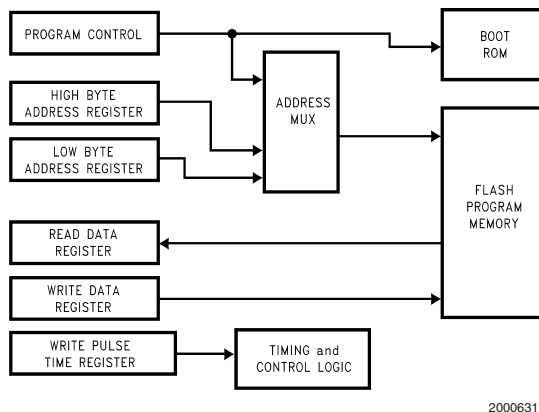 PROGRAM CONTROL
BOOT
ROM
HIGH BYTE
ADDRESS REGISTER
ADDRESS
MUX
LOW BYTE
ADDRESS REGISTER
FLASH
PROGRAM
MEMORY
READ DATA
REGISTER
WRITE DATA
REGISTER
WRITE PULSE
TIME REGISTER
TIMING and
CONTROL LOGIC
2000631